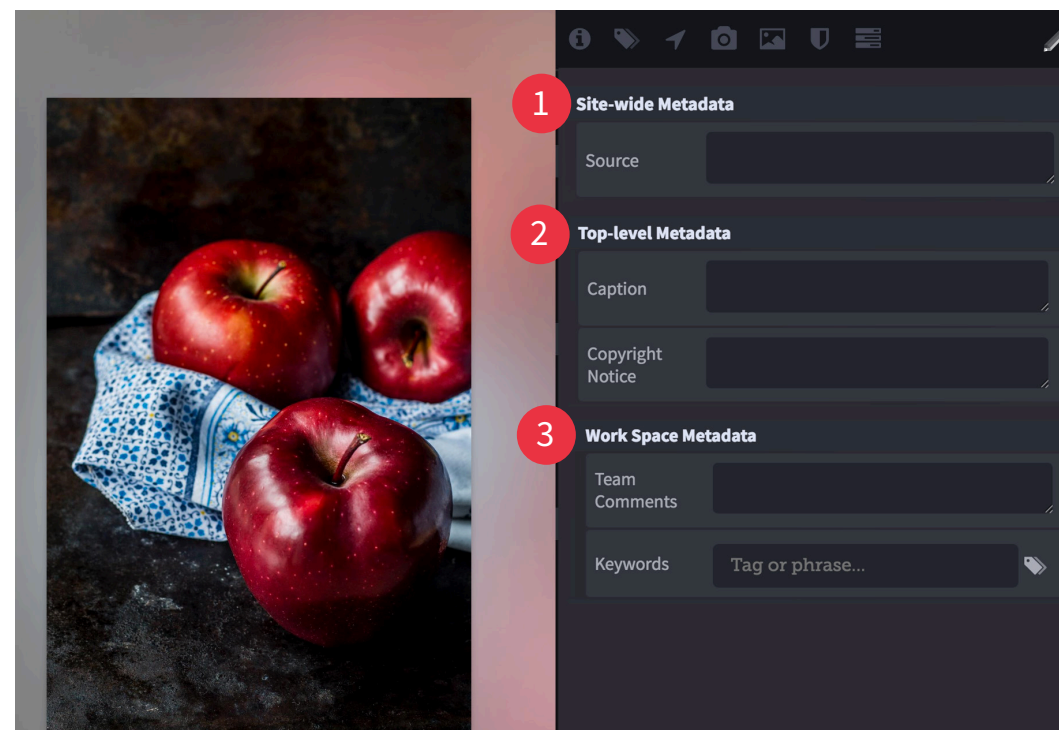 1
Site-wide Metadata
Source
2
Top-level Metadata
Caption
Copyright
Notice
3
Work Space Metadata
Team
Comments
Keywords
Tag or phrase...